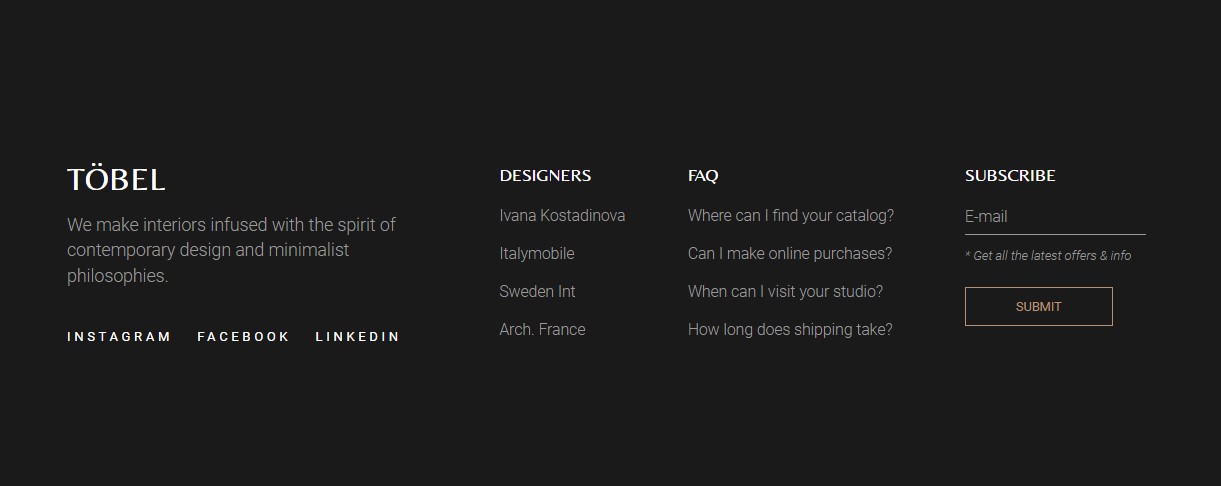 TÖBEL
We make interiors infused with the spirit of
contemporary design and minimalist
philosophies.
INSTAGRAM FACEBOOK LINKEDIN
DESIGNERS
Ivana Kostadinova
Italymobile
Sweden Int
Arch. France
FAQ
Where can I find your catalog?
Can I make online purchases?
When can I visit your studio?
How long does shipping take?
SUBSCRIBE
E-mail
* Get all the latest offers & info
SUBMIT